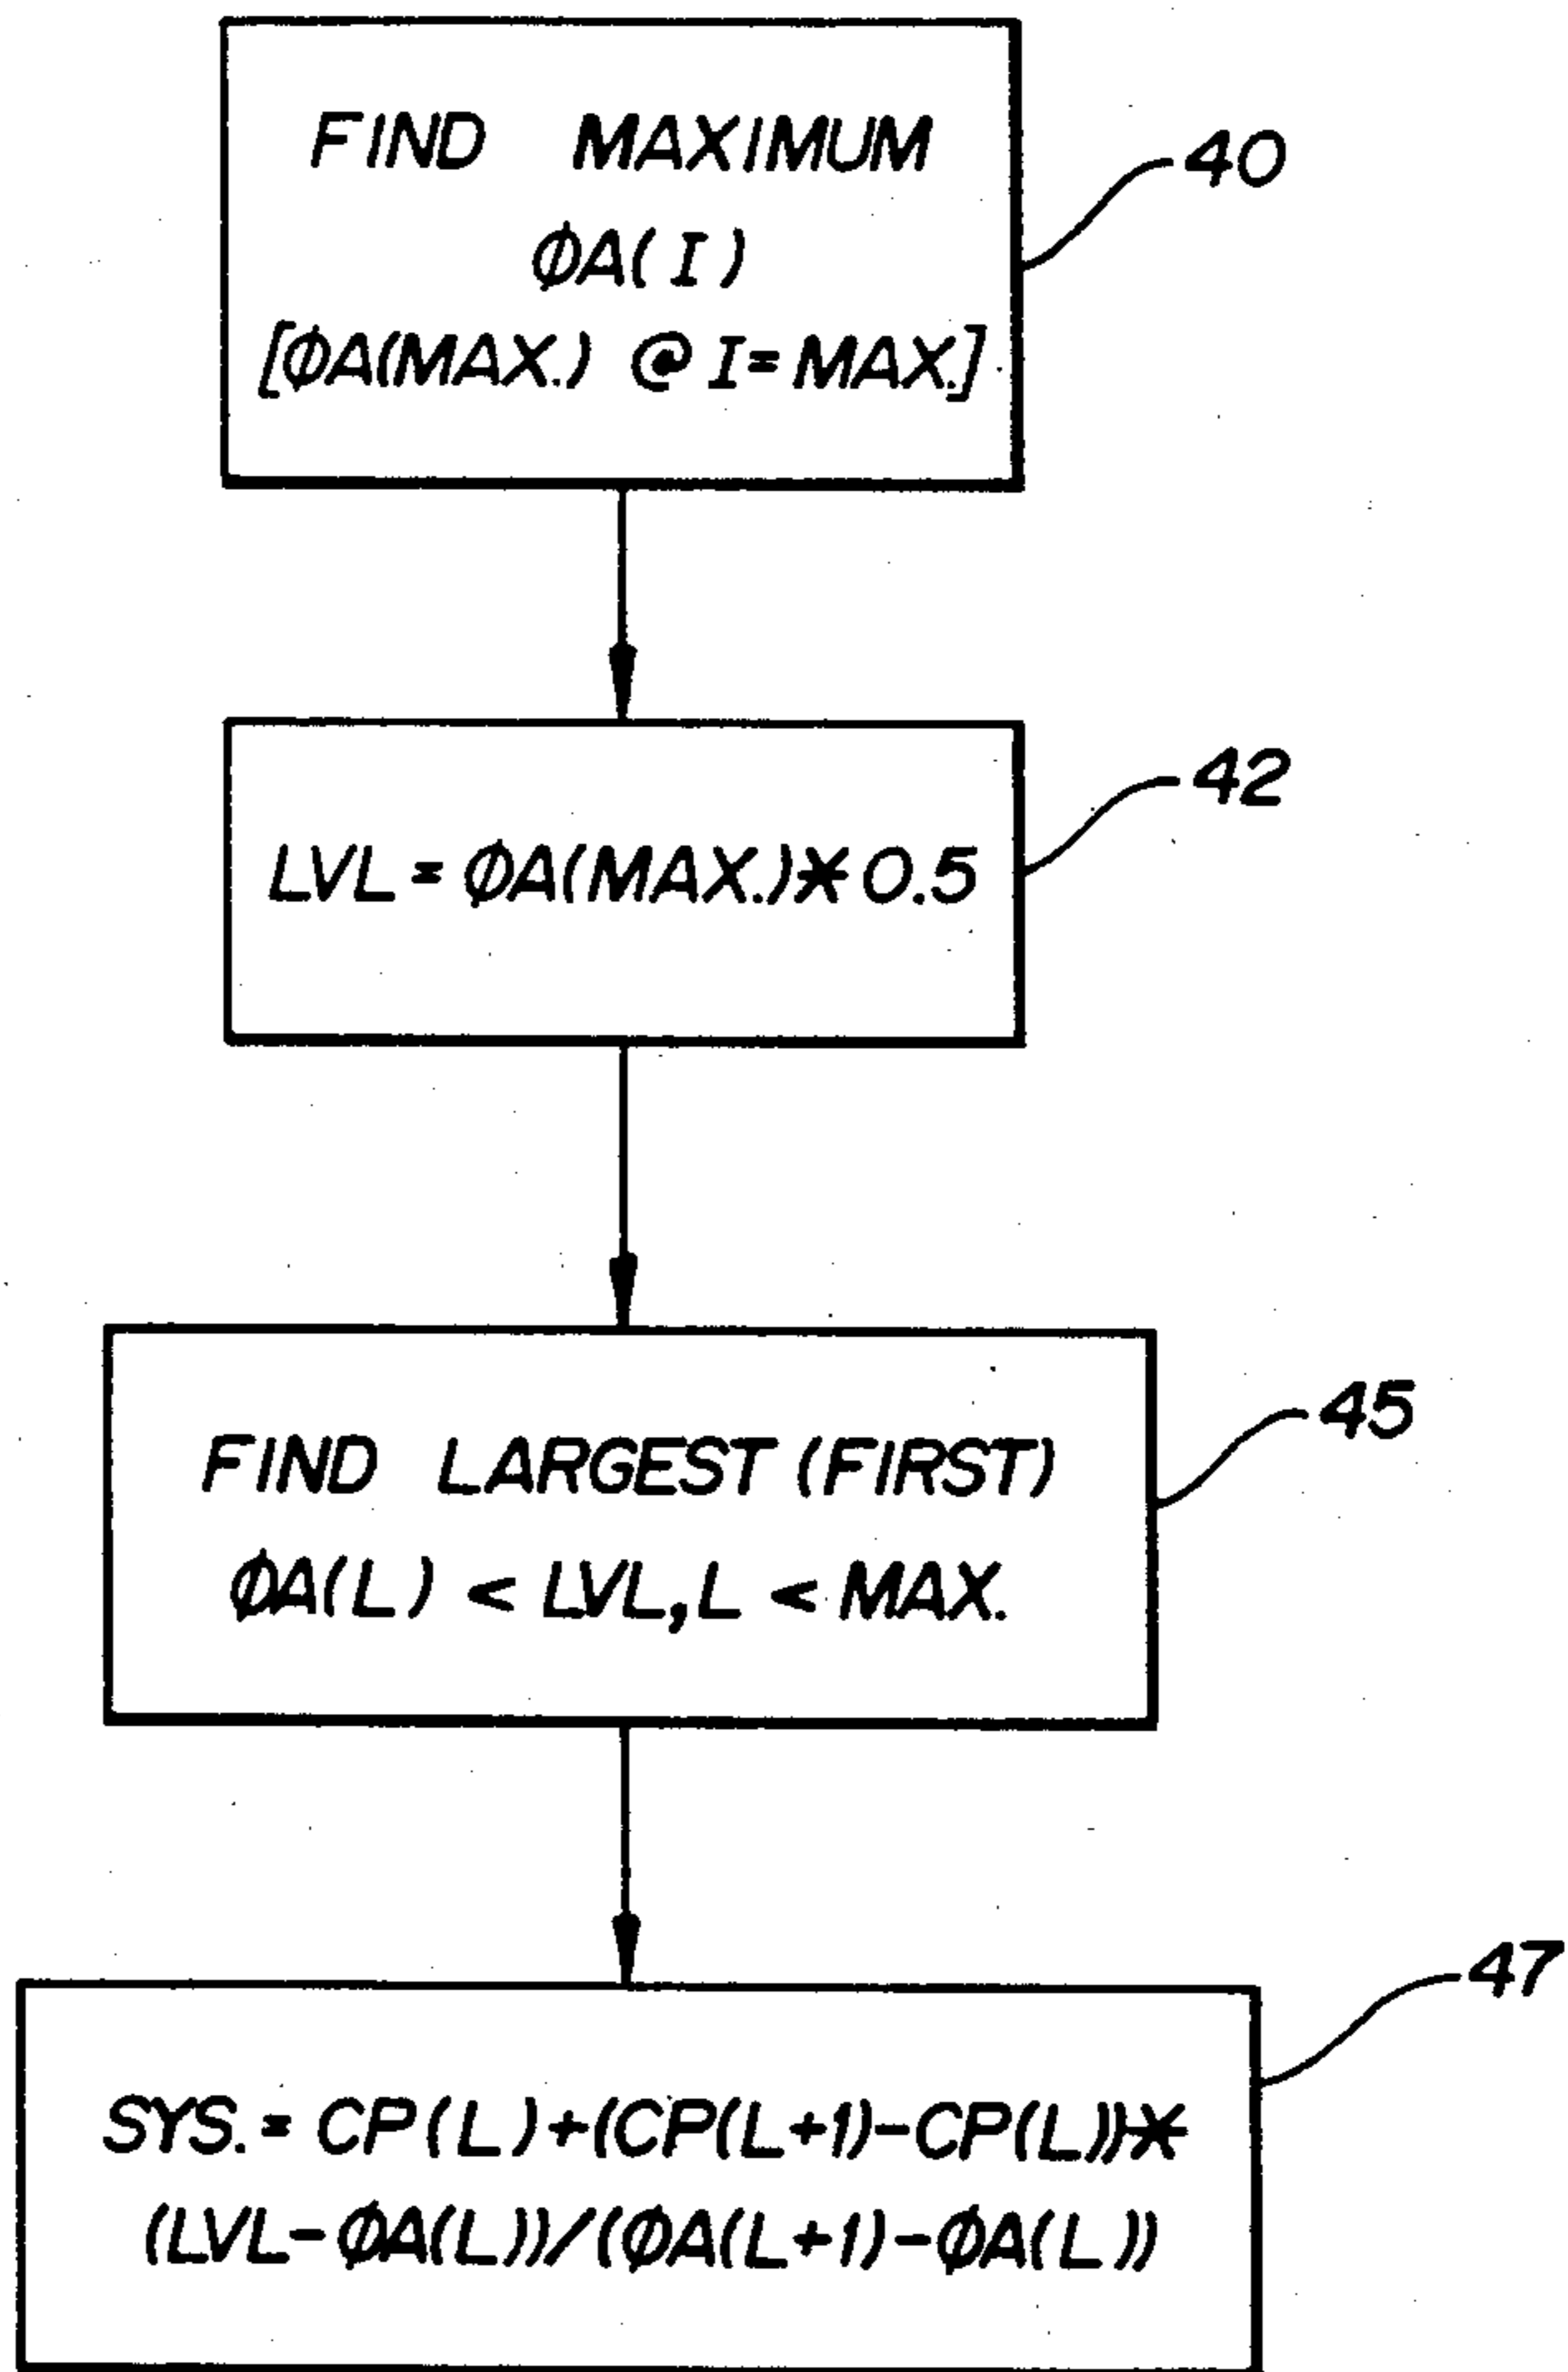 FIND MAXIMUM
ØA(I)
[ØA(MAX.) @ I=MAX.]
40
LVL = ØA(MAX.)*0.5
42
FIND LARGEST (FIRST)
ØA(L) < LVL, L < MAX.
45
SYS. = CP(L)+(CP(L+1)-CP(L))*
(LVL-ØA(L))/(ØA(L+1)-ØA(L))
47